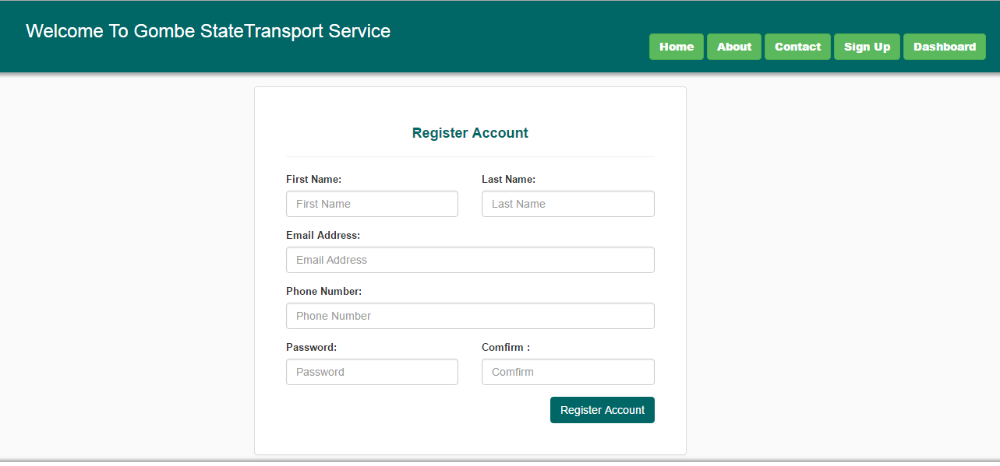 Welcome To Gombe StateTransport Service
Home About Contact Sign Up Dashboard
Register Account
First Name: Last Name:
First Name Last Name
Email Address:
Email Address
Phone Number:
Phone Number
Password: Comfirm :
Password Comfirm
Register Account